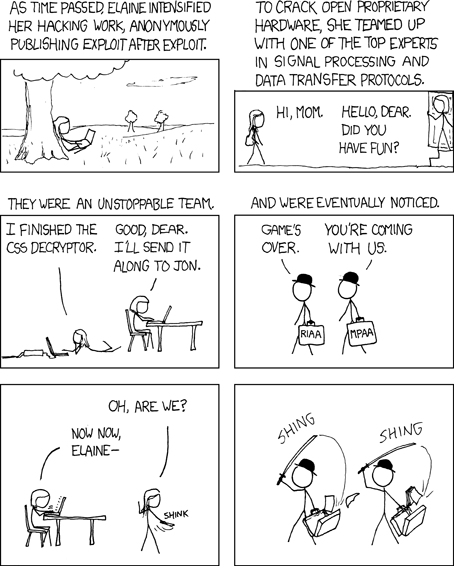 AS TIME PASSED, ELAINE INTENSIFIED
HER HACKING WORK, ANONYMOUSLY
PUBLISHING EXPLOIT AFTER EXPLOIT.
TO CRACK OPEN PROPRIETARY
HARDWARE, SHE TEAMED UP
WITH ONE OF THE TOP EXPERTS
IN SIGNAL PROCESSING AND
DATA TRANSFER PROTOCOLS.
HI, MOM.
HELLO, DEAR.
DID YOU
HAVE FUN?
THEY WERE AN UNSTOPPABLE TEAM.
I FINISHED THE
CSS DECRYPTOR.
GOOD, DEAR.
I'LL SEND IT
ALONG TO JON.
AND WERE EVENTUALLY NOTICED.
GAME'S
OVER.
YOU'RE COMING
WITH US.
RIAA
MPAA
OH, ARE WE?
NOW NOW,
ELAINE—
SHINK
SHING
SHING